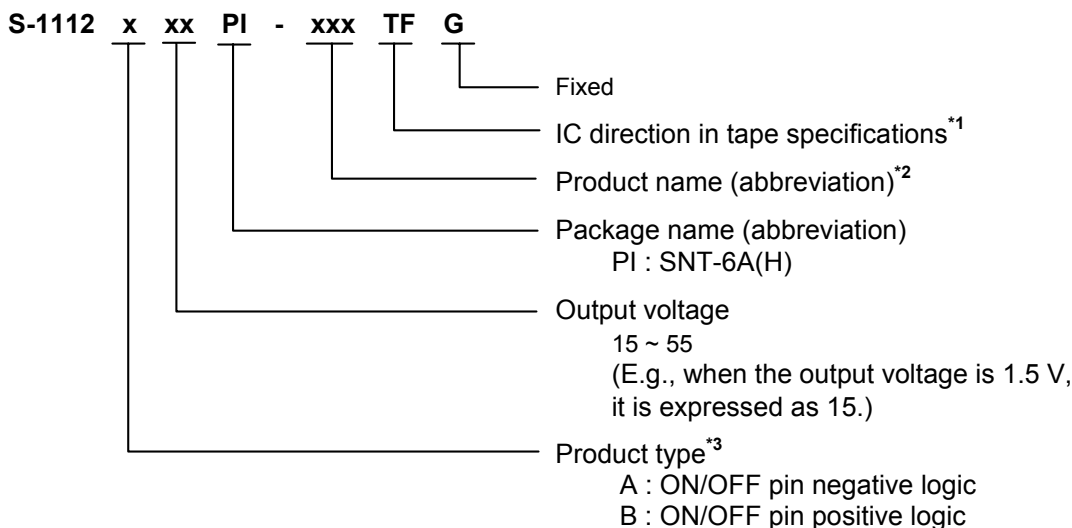 S-1112 x xx PI - xxx TF G
Fixed
IC direction in tape specifications*1
Product name (abbreviation)*2
Package name (abbreviation)
PI : SNT-6A(H)
Output voltage
15 ~ 55
(E.g., when the output voltage is 1.5 V,
it is expressed as 15.)
Product type*3
A : ON/OFF pin negative logic
B : ON/OFF pin positive logic